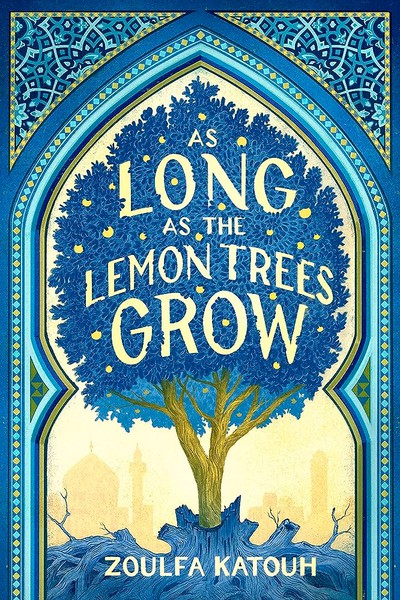 AS
LONG
AS THE
LEMON TREES
GROW
ZOULFA KATOUH